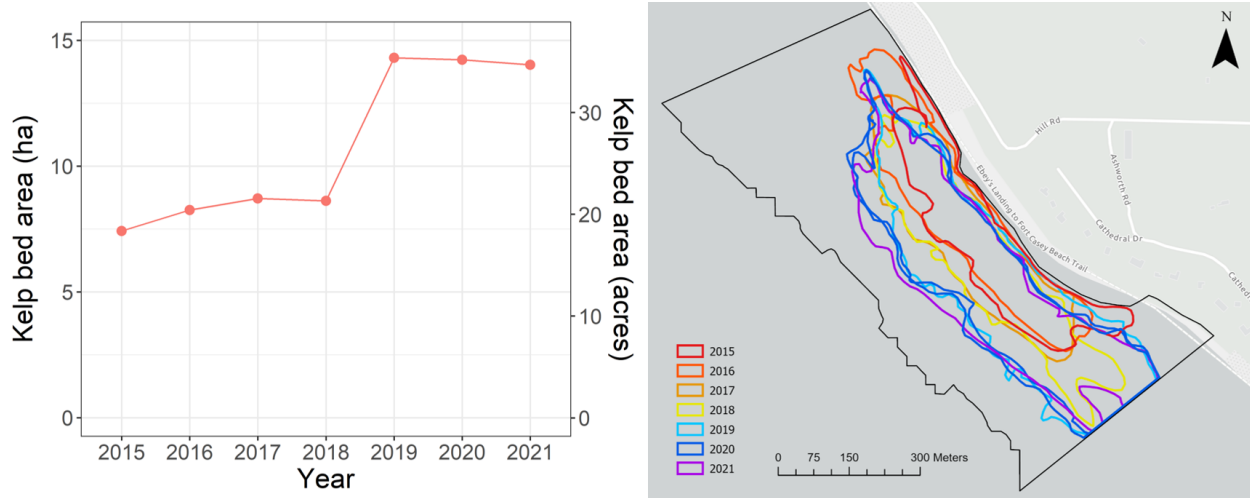 Kelp bed area (ha)
15
10
5
0
2015 2016 2017 2018 2019 2020 2021
Year
30
20
10
0
Kelp bed area (acres)
N
Hill Rd
Ashworth Rd
Ebey's Landing to Fort Casey Beach Trail
Cathedral Dr
Cathed
2015
2016
2017
2018
2019
2020
2021
0 75 150 300 Meters